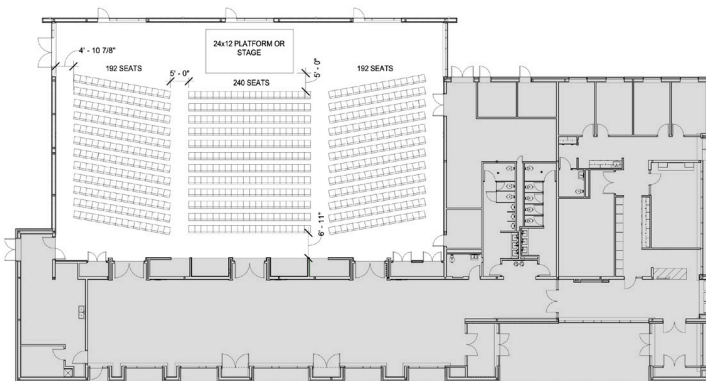 24x12 PLATFORM OR
STAGE
4' - 10 7/8"
192 SEATS
5' - 0"
240 SEATS
5' - 0"
192 SEATS
6' - 11"